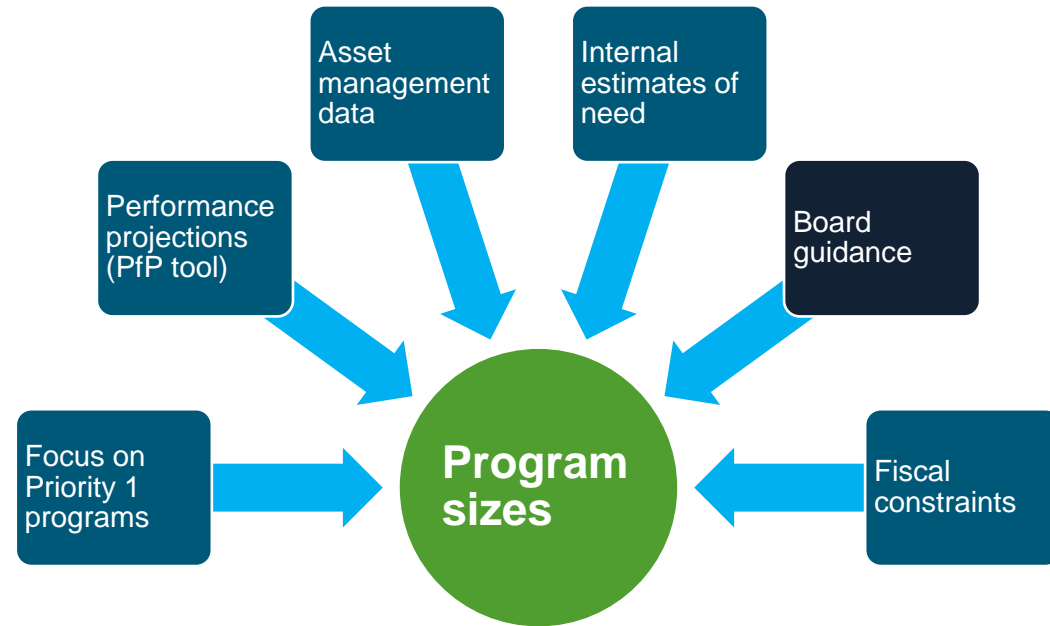 Asset
management
data
Internal
estimates of
need
Performance
projections
(PfP tool)
Board
guidance
Focus on
Priority 1
programs
Program
sizes
Fiscal
constraints